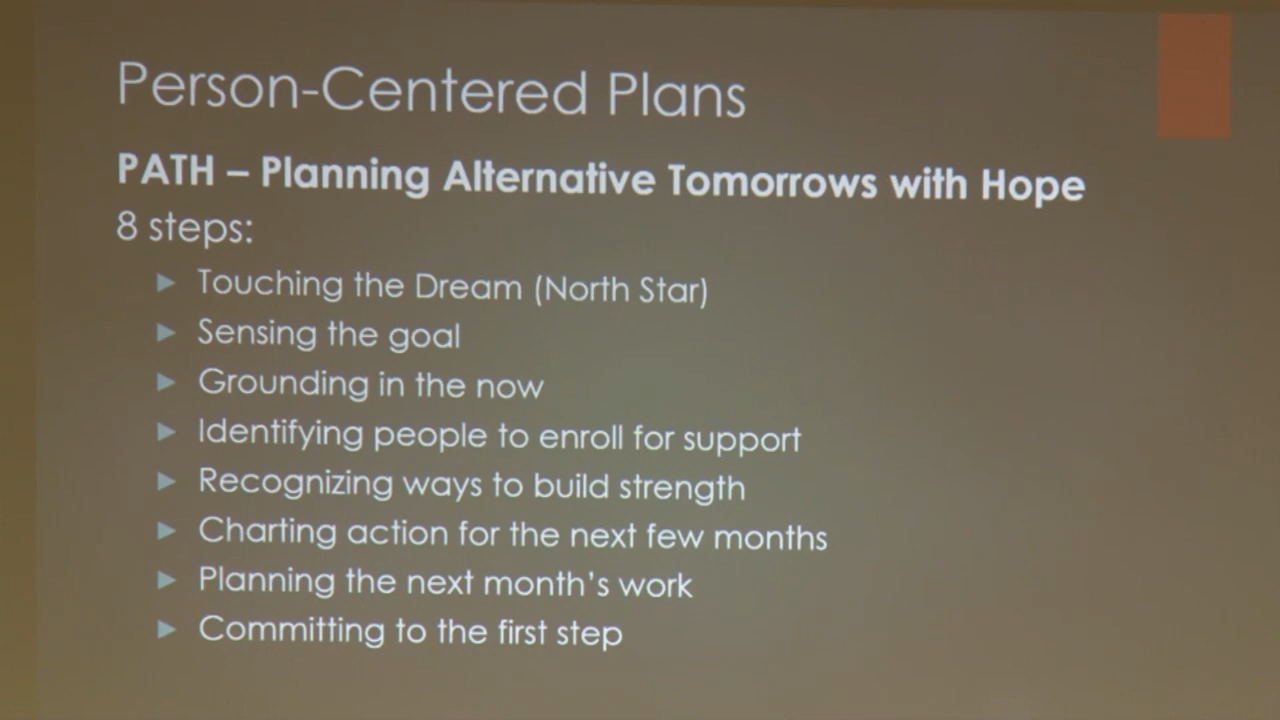 Person-Centered Plans
PATH – Planning Alternative Tomorrows with Hope
8 steps:
Touching the Dream (North Star)
Sensing the goal
Grounding in the now
Identifying people to enroll for support
Recognizing ways to build strength
Charting action for the next few months
Planning the next month's work
Committing to the first step